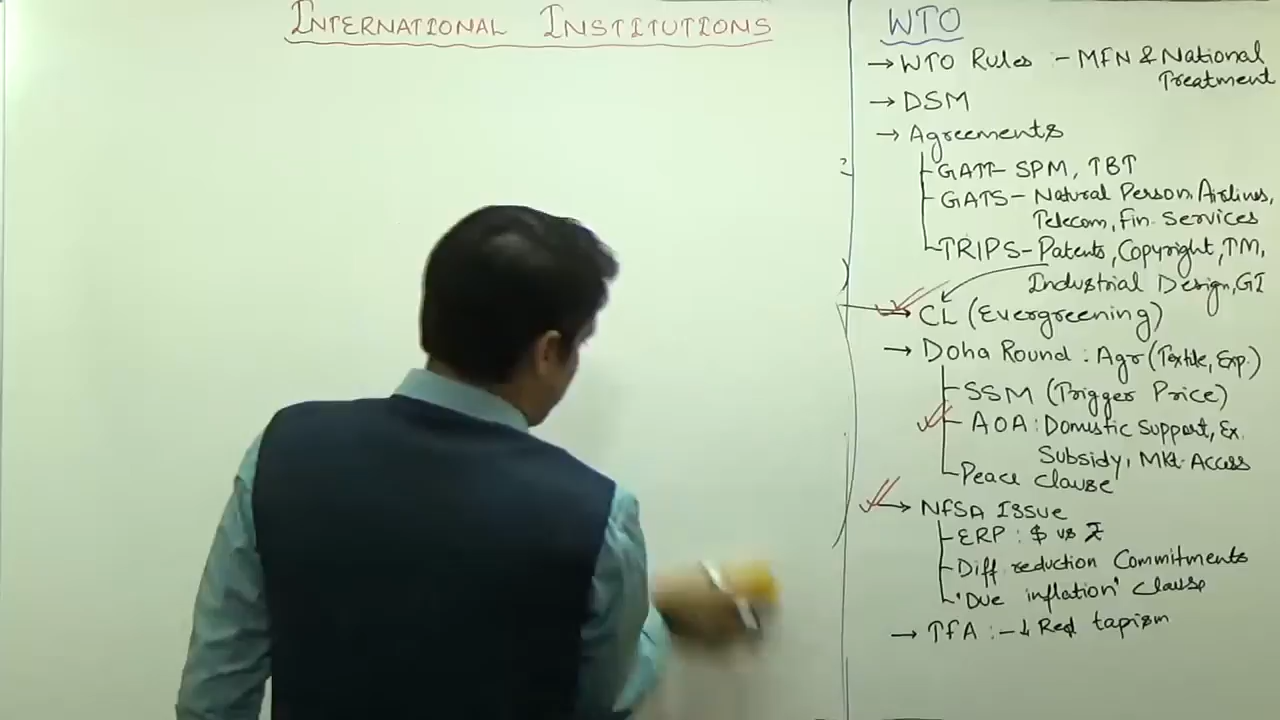 INTERNATIONAL INSTITUTIONS
WTO
→ WTO Rules :- MFN & National
Treatment
→ DSM
→ Agreements
GATT- SPM, TBT
GATS- Natural Person, Airlines,
Telecom, Fin. Services
TRIPS- Patents, Copyright, TM,
Industrial Design, GI
→ CL (Evergreening)
→ Doha Round : Agr (Textile, Exp.)
SSM (Trigger Price)
AOA : Domistic Support, Ex.
Subsidy, Mkt. Access
Peace Clause
→ NFSA Issue
ERP : $ vs ₹
Diff reduction Commitments
'Due inflation' Clause
→ TFA :- ↓ Red tapism